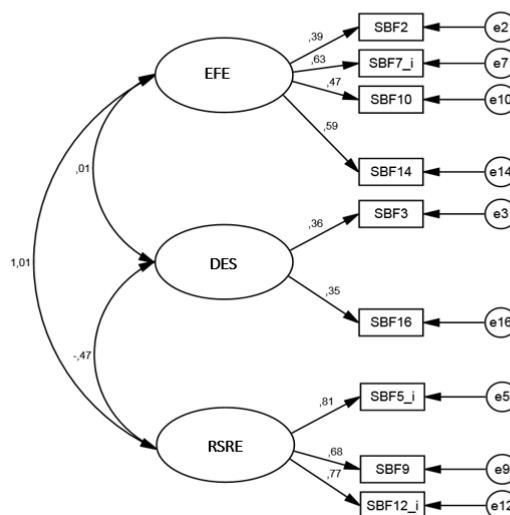 ,39
SBF2
e2
EFE
,63
SBF7_i
e7
,47
SBF10
e10
,59
SBF14
e14
,01
,36
SBF3
e3
1,01
DES
,35
SBF16
e16
-,47
,81
SBF5_i
e5
RSRE
,68
SBF9
e9
,77
SBF12_i
e12